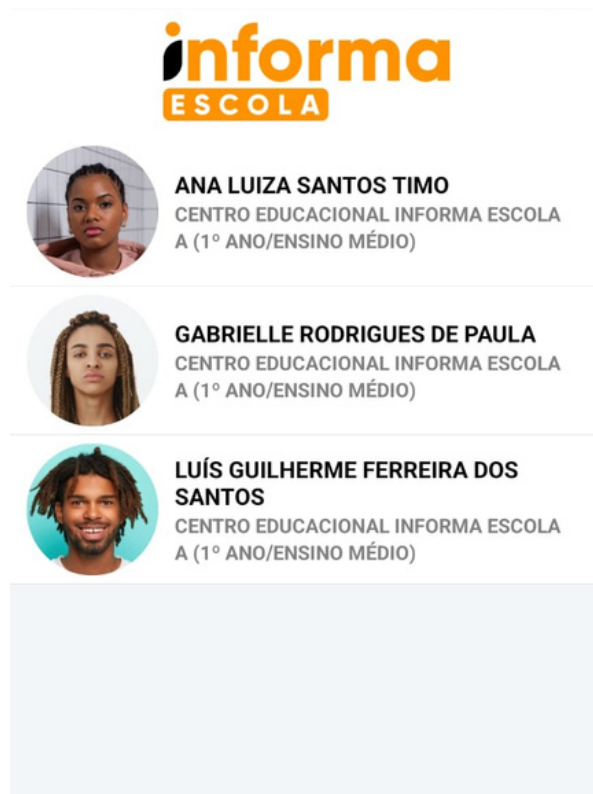 informa
ESCOLA
ANA LUIZA SANTOS TIMO
CENTRO EDUCACIONAL INFORMA ESCOLA
A (1º ANO/ENSINO MÉDIO)
GABRIELLE RODRIGUES DE PAULA
CENTRO EDUCACIONAL INFORMA ESCOLA
A (1º ANO/ENSINO MÉDIO)
LUÍS GUILHERME FERREIRA DOS
SANTOS
CENTRO EDUCACIONAL INFORMA ESCOLA
A (1º ANO/ENSINO MÉDIO)